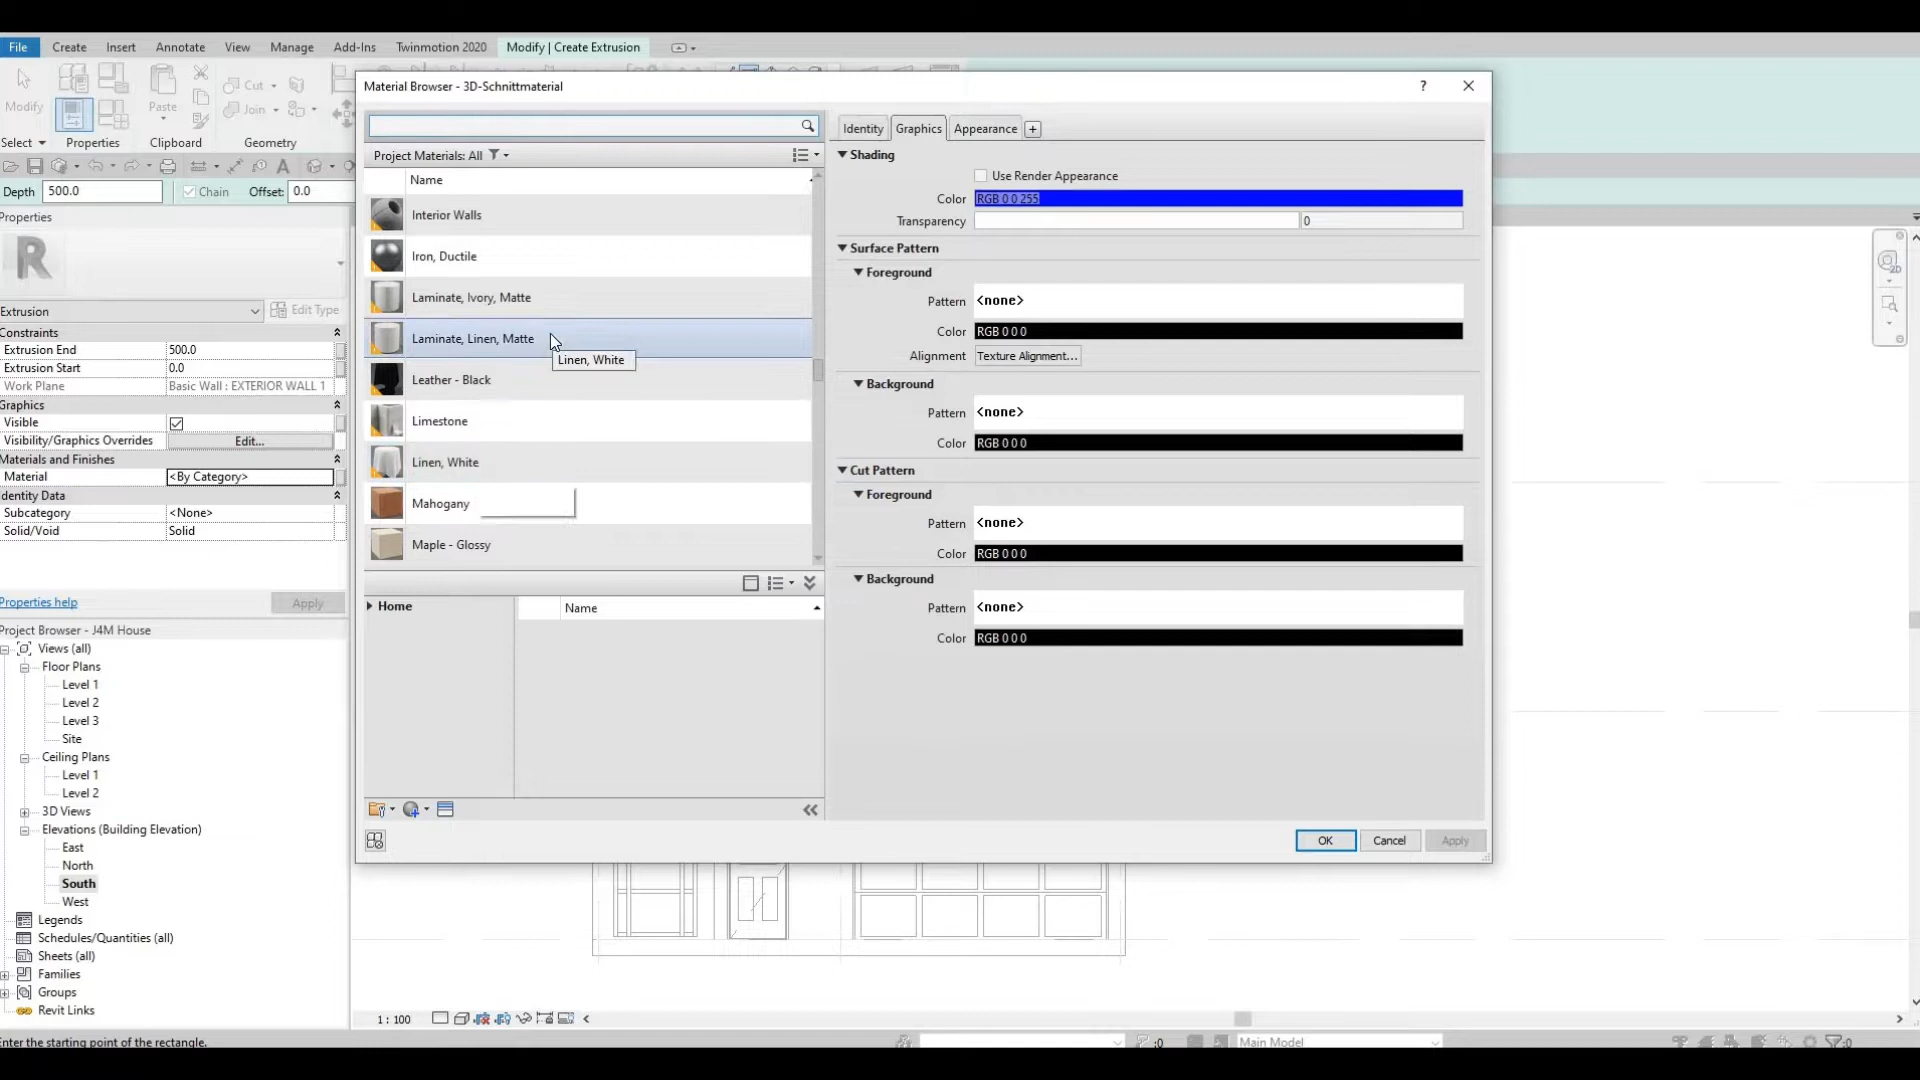 File Create Insert Annotate View Manage Add-Ins Twinmotion 2020 Modify | Create Extrusion
Modify
Paste
Cut
Join
Select Properties Clipboard Geometry
Depth 500.0 Chain Offset: 0.0
Properties
Extrusion Edit Type
Constraints
Extrusion End 500.0
Extrusion Start 0.0
Work Plane Basic Wall : EXTERIOR WALL 1
Graphics
Visible
Visibility/Graphics Overrides Edit...
Materials and Finishes
Material <By Category>
Identity Data
Subcategory <None>
Solid/Void Solid
Properties help Apply
Project Browser - J4M House
Views (all)
Floor Plans
Level 1
Level 2
Level 3
Site
Ceiling Plans
Level 1
Level 2
3D Views
Elevations (Building Elevation)
East
North
South
West
Legends
Schedules/Quantities (all)
Sheets (all)
Families
Groups
Revit Links
Material Browser - 3D-Schnittmaterial
?
Project Materials: All
Name
Interior Walls
Iron, Ductile
Laminate, Ivory, Matte
Laminate, Linen, Matte
Linen, White
Leather - Black
Limestone
Linen, White
Mahogany
Maple - Glossy
Home
Name
Identity Graphics Appearance +
Shading
Use Render Appearance
Color RGB 0 0 255
Transparency 0
Surface Pattern
Foreground
Pattern <none>
Color RGB 0 0 0
Alignment Texture Alignment...
Background
Pattern <none>
Color RGB 0 0 0
Cut Pattern
Foreground
Pattern <none>
Color RGB 0 0 0
Background
Pattern <none>
Color RGB 0 0 0
OK Cancel Apply
2D
1 : 100
Enter the starting point of the rectangle.
:0
Main Model
:0